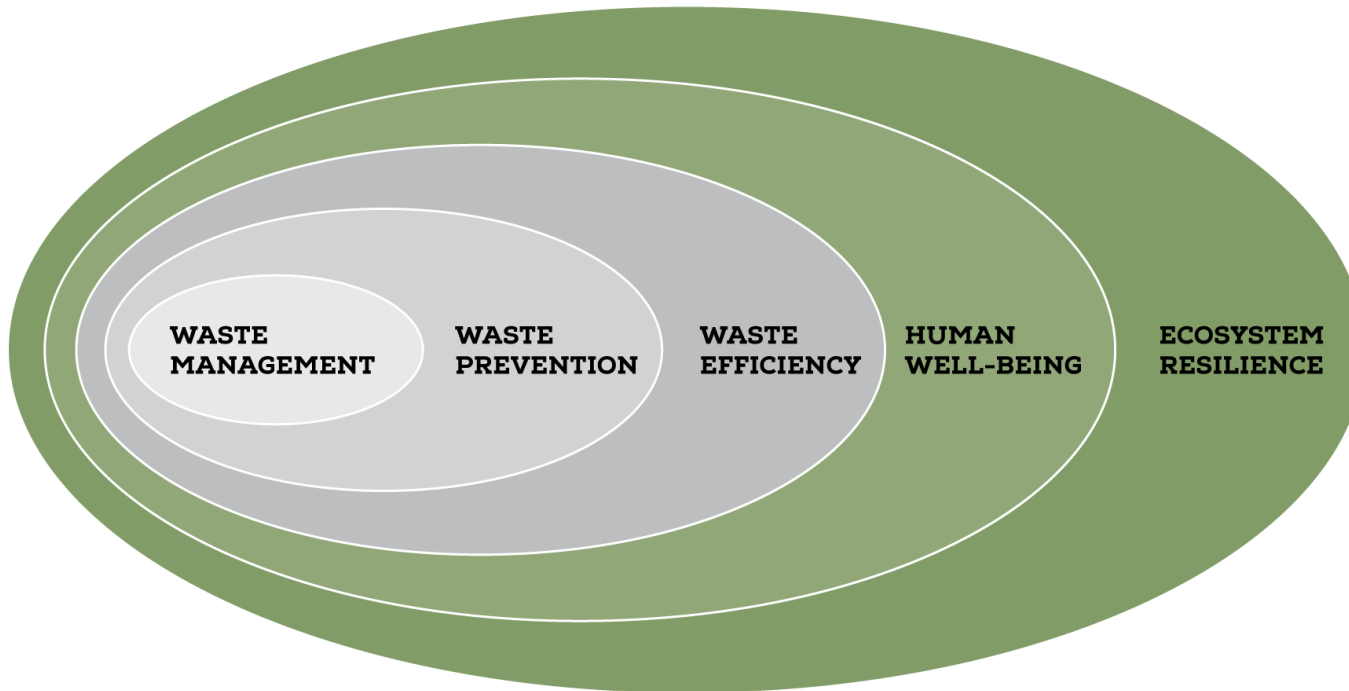 WASTE
MANAGEMENT
WASTE
PREVENTION
WASTE
EFFICIENCY
HUMAN
WELL-BEING
ECOSYSTEM
RESILIENCE